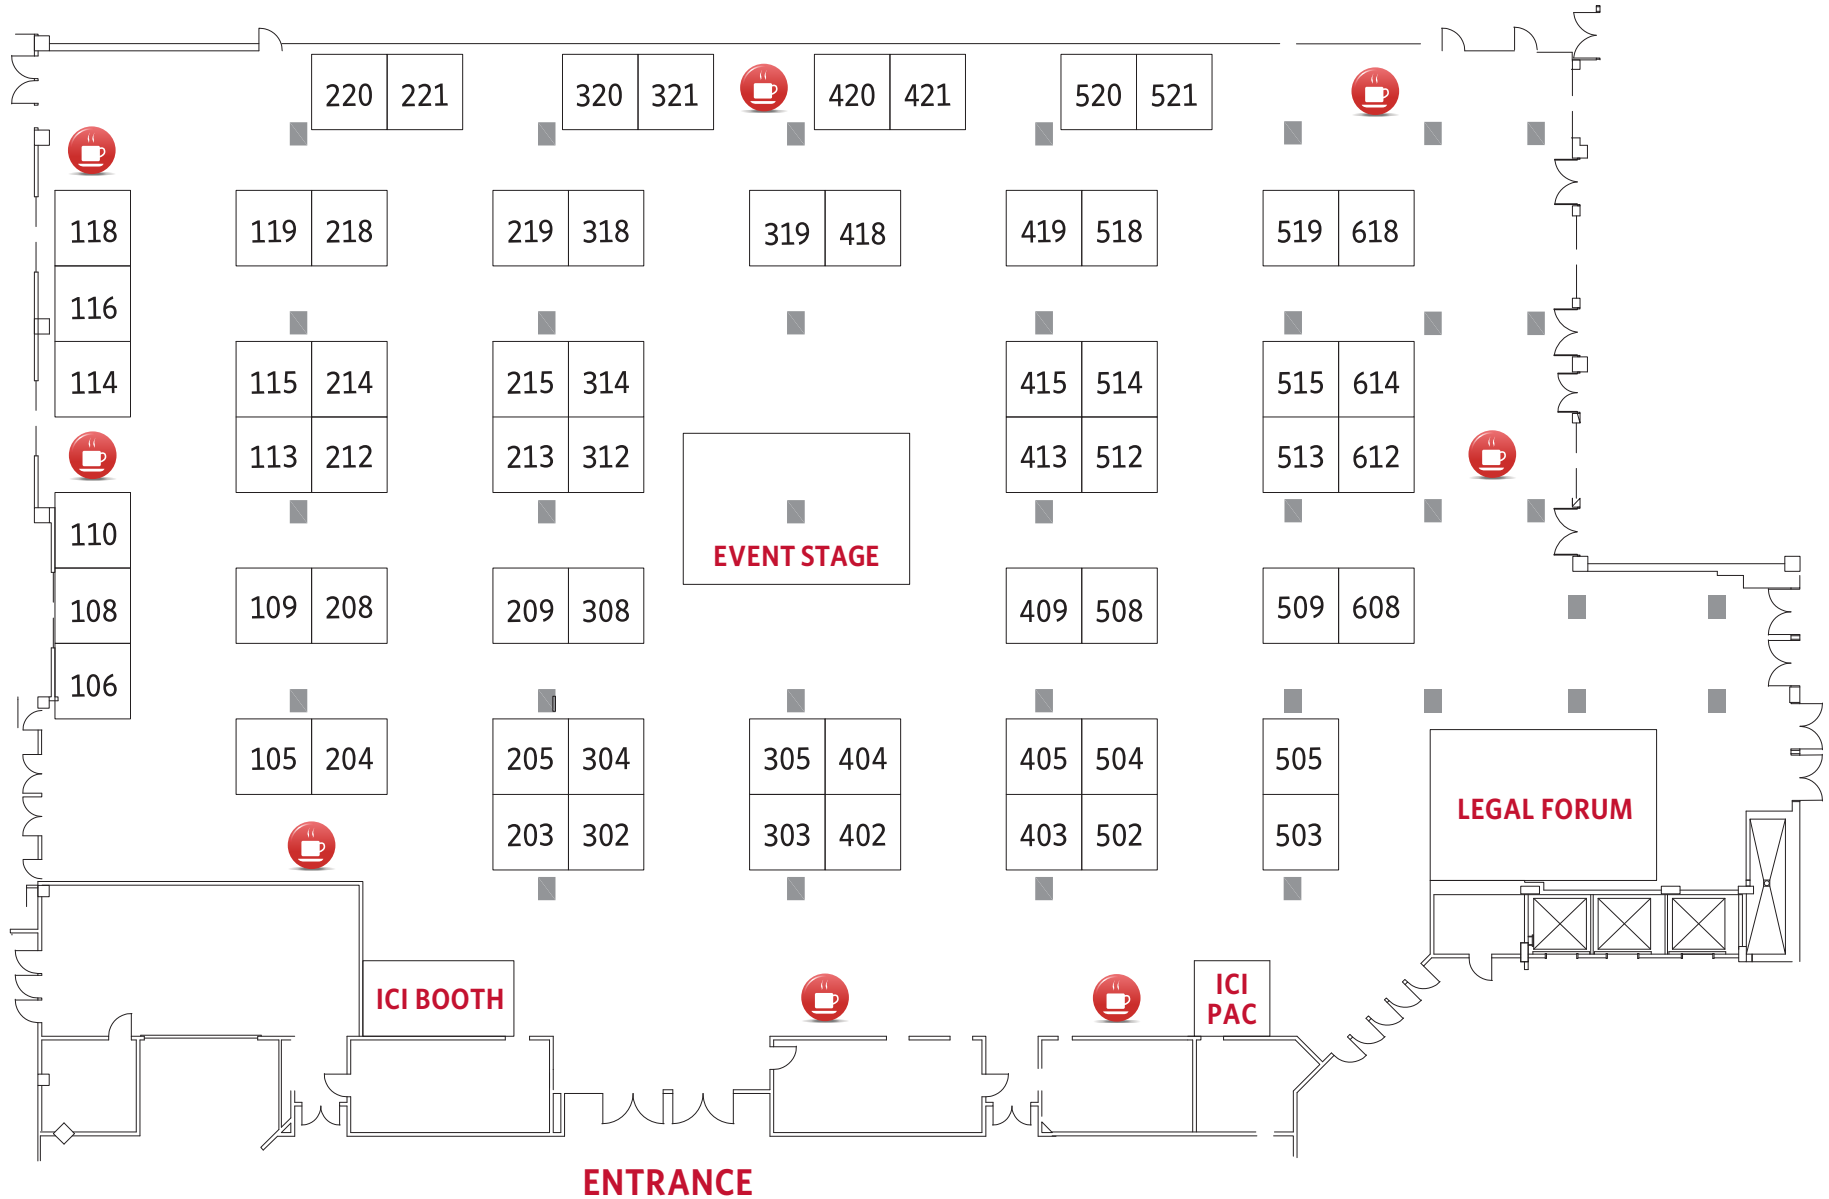 220 221 320 321 420 421 520 521
118 119 218 219 318 319 418 419 518 519 618
116
114 115 214 215 314 415 514 515 614
113 212 213 312 413 512 513 612
110
EVENT STAGE
108 109 208 209 308 409 508 509 608
106
105 204 205 304 305 404 405 504 505
LEGAL FORUM
203 302 303 402 403 502 503
ICI BOOTH
ICI
PAC
ENTRANCE